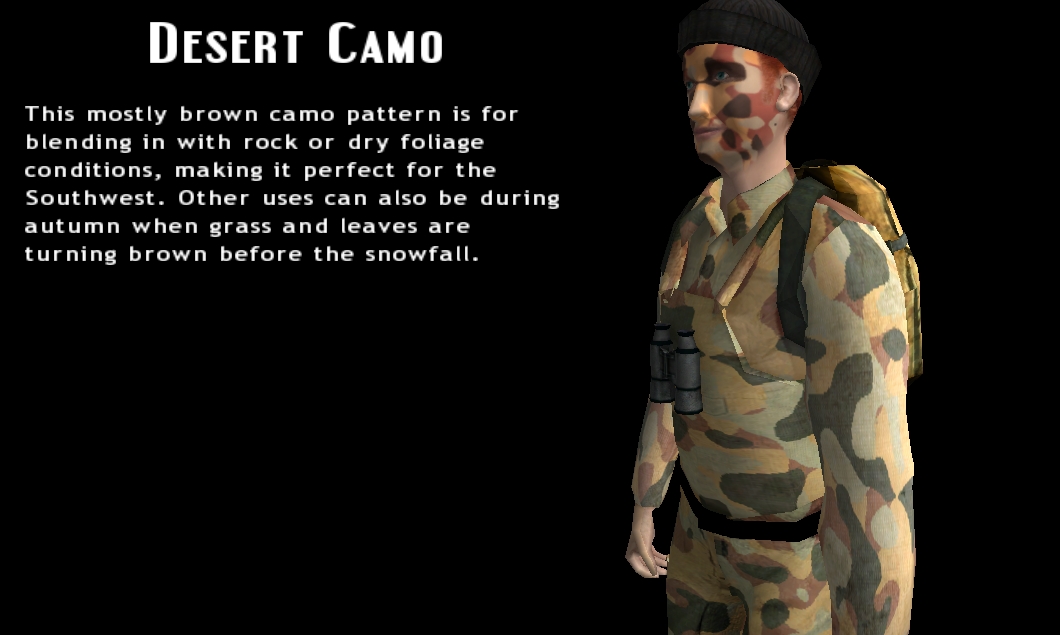 Desert Camo
This mostly brown camo pattern is for
blending in with rock or dry foliage
conditions, making it perfect for the
Southwest. Other uses can also be during
autumn when grass and leaves are
turning brown before the snowfall.